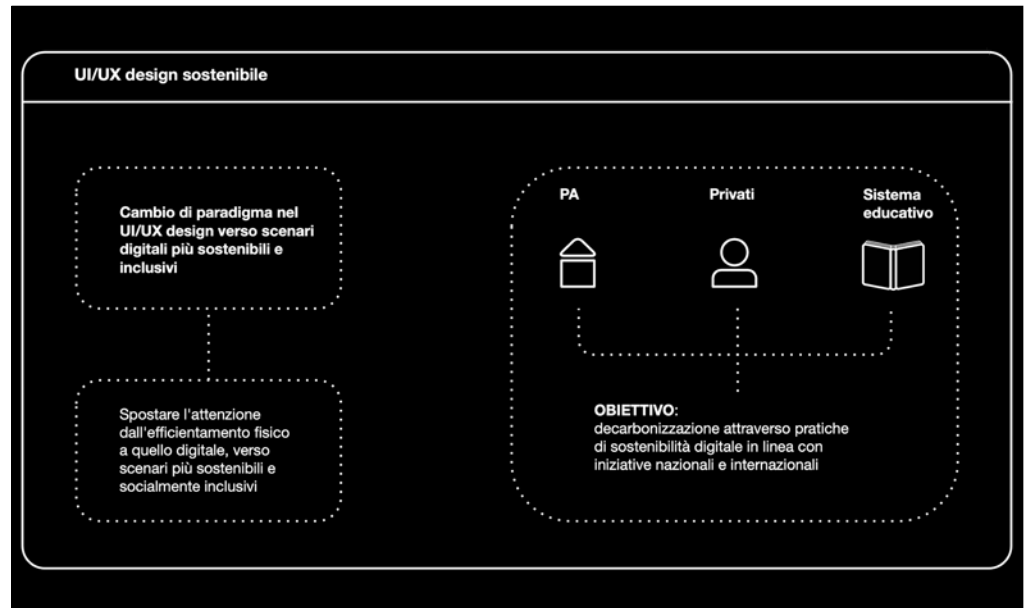 UI/UX design sostenibile
Cambio di paradigma nel
UI/UX design verso scenari
digitali più sostenibili e
inclusivi
Spostare l'attenzione
dall'efficientamento fisico
a quello digitale, verso
scenari più sostenibili e
socialmente inclusivi
PA
Privati
Sistema
educativo
OBIETTIVO:
decarbonizzazione attraverso pratiche
di sostenibilità digitale in linea con
iniziative nazionali e internazionali